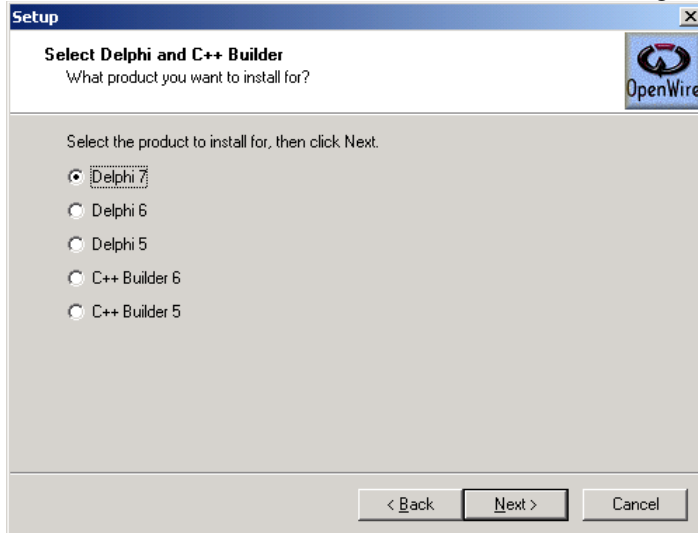 Setup
Select Delphi and C++ Builder
What product you want to install for?
OpenWire
Select the product to install for, then click Next.
Delphi 7
Delphi 6
Delphi 5
C++ Builder 6
C++ Builder 5
< Back
Next >
Cancel